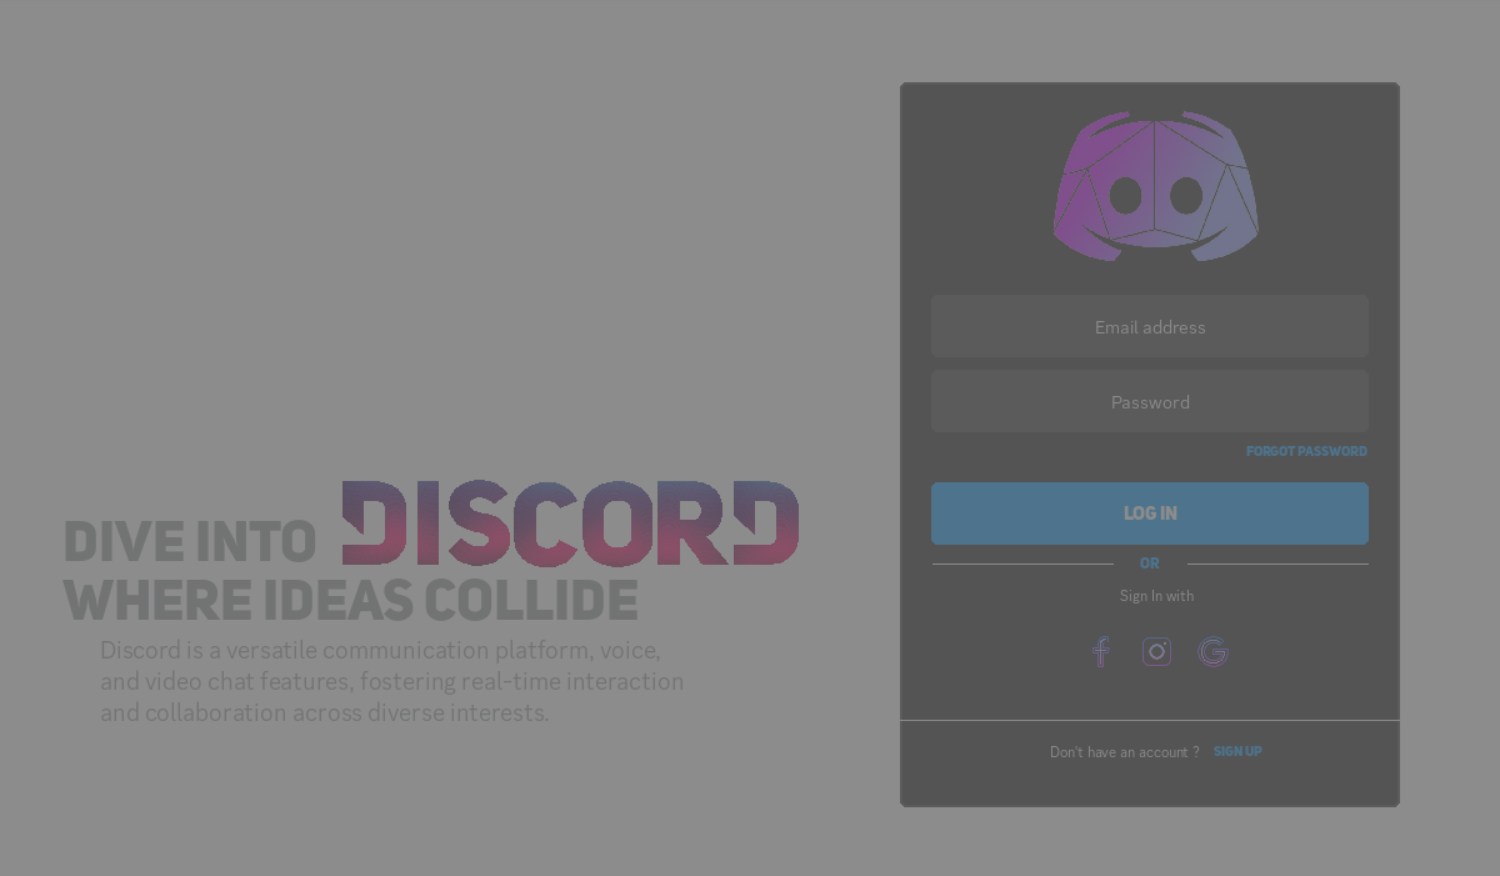 DIVE INTO DISCORD
WHERE IDEAS COLLIDE
Discord is a versatile communication platform, voice,
and video chat features, fostering real-time interaction
and collaboration across diverse interests.
Email address
Password
FORGOT PASSWORD
LOG IN
OR
Sign In with
Don't have an account ? SIGN UP